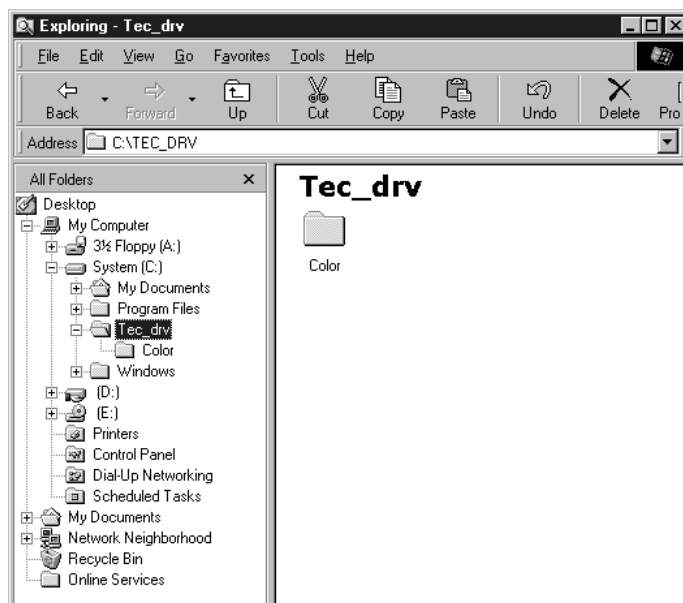 Exploring - Tec_drv
File Edit View Go Favorites Tools Help
Back Forward Up Cut Copy Paste Undo Delete Pro
Address C:\TEC_DRV
All Folders
Desktop
My Computer
3½ Floppy (A:)
System (C:)
My Documents
Program Files
Tec_drv
Color
Windows
(D:)
(E:)
Printers
Control Panel
Dial-Up Networking
Scheduled Tasks
My Documents
Network Neighborhood
Recycle Bin
Online Services
Tec_drv
Color